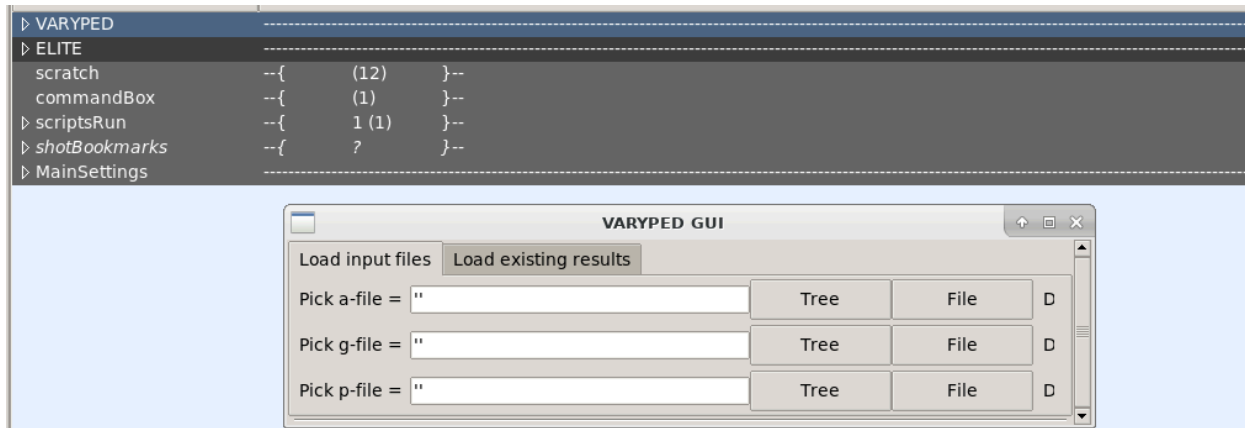 VARYPED ------------------------------------------------------------
ELITE ------------------------------------------------------------
scratch --{ (12) }--
commandBox --{ (1) }--
scriptsRun --{ 1 (1) }--
shotBookmarks --{ ? }--
MainSettings ------------------------------------------------------------
VARYPED GUI
Load input files Load existing results
Pick a-file = '' Tree File D
Pick g-file = '' Tree File D
Pick p-file = '' Tree File D